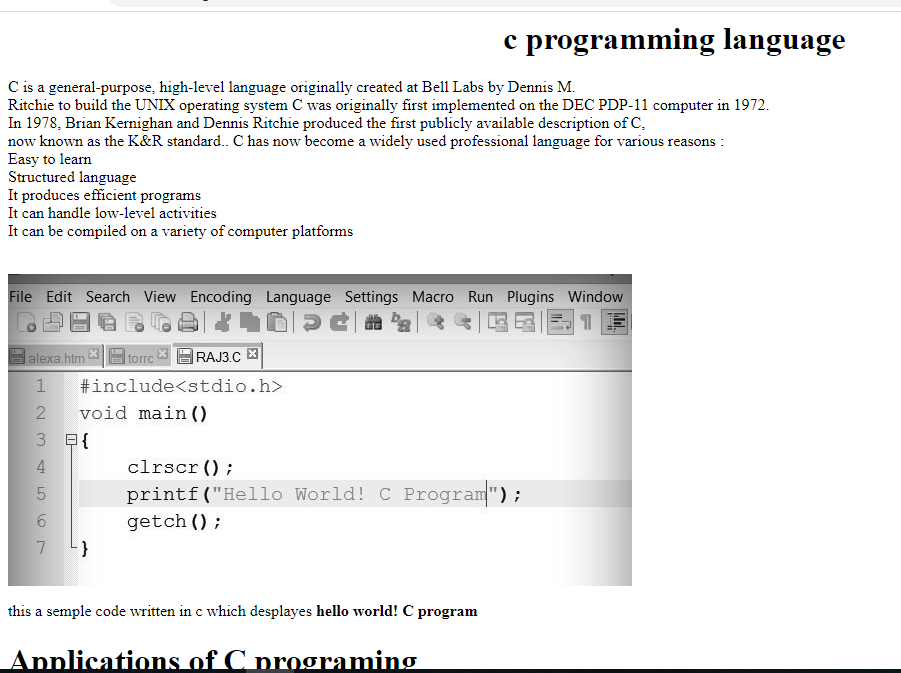 c programming language
C is a general-purpose, high-level language originally created at Bell Labs by Dennis M.
Ritchie to build the UNIX operating system C was originally first implemented on the DEC PDP-11 computer in 1972.
In 1978, Brian Kernighan and Dennis Ritchie produced the first publicly available description of C,
now known as the K&R standard.. C has now become a widely used professional language for various reasons :
Easy to learn
Structured language
It produces efficient programs
It can handle low-level activities
It can be compiled on a variety of computer platforms
File Edit Search View Encoding Language Settings Macro Run Plugins Window
alexa.htm torrc RAJ3.C
1 #include<stdio.h>
2 void main()
3 {
4 clrscr();
5 printf("Hello World! C Program");
6 getch();
7 }
this a semple code written in c which desplayes hello world! C program
Applications of C programing